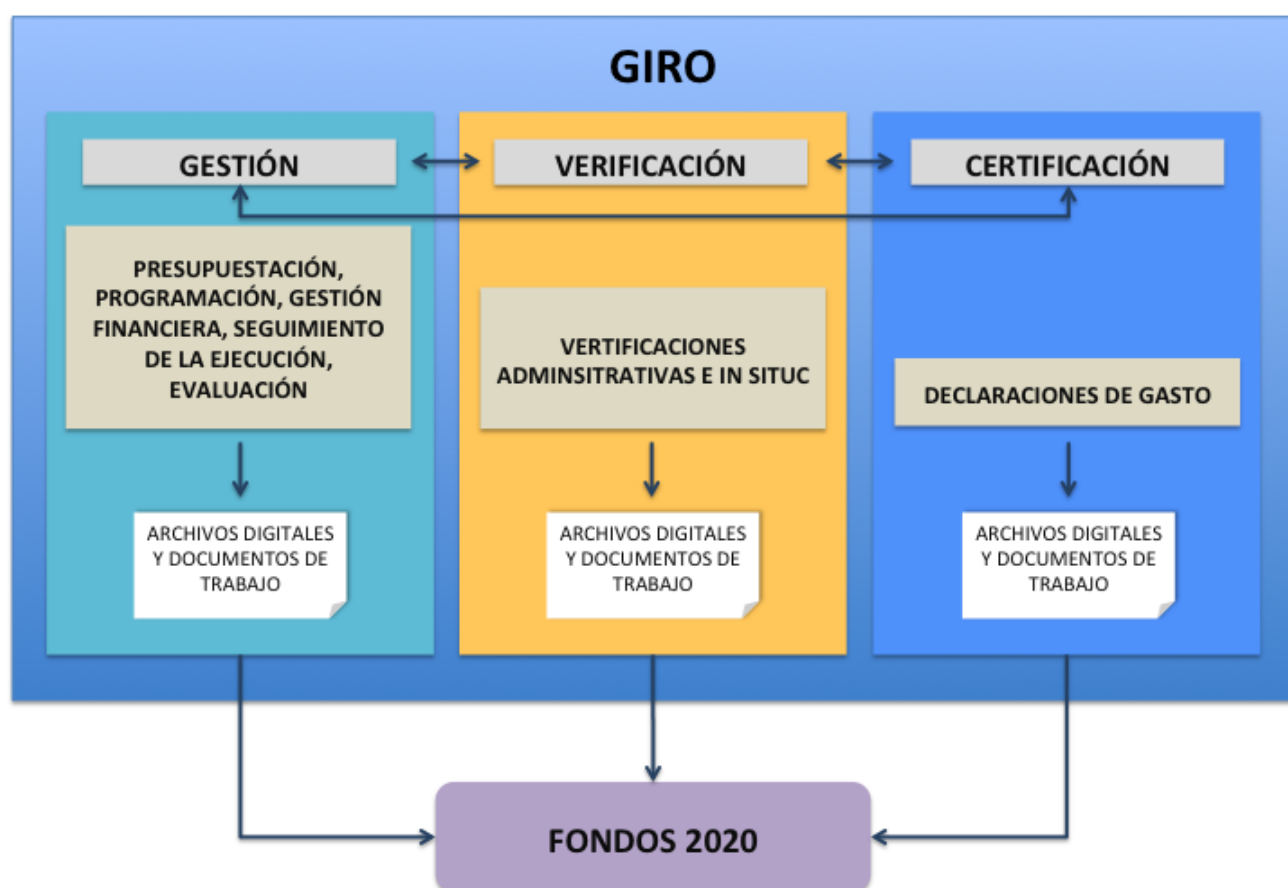 GIRO
GESTIÓN
VERIFICACIÓN
CERTIFICACIÓN
PRESUPUESTACIÓN,
PROGRAMACIÓN, GESTIÓN
FINANCIERA, SEGUIMIENTO
DE LA EJECUCIÓN,
EVALUACIÓN
VERTIFICACIONES
ADMINSITRATIVAS E IN SITUC
DECLARACIONES DE GASTO
ARCHIVOS DIGITALES
Y DOCUMENTOS DE
TRABAJO
ARCHIVOS DIGITALES
Y DOCUMENTOS DE
TRABAJO
ARCHIVOS DIGITALES
Y DOCUMENTOS DE
TRABAJO
FONDOS 2020